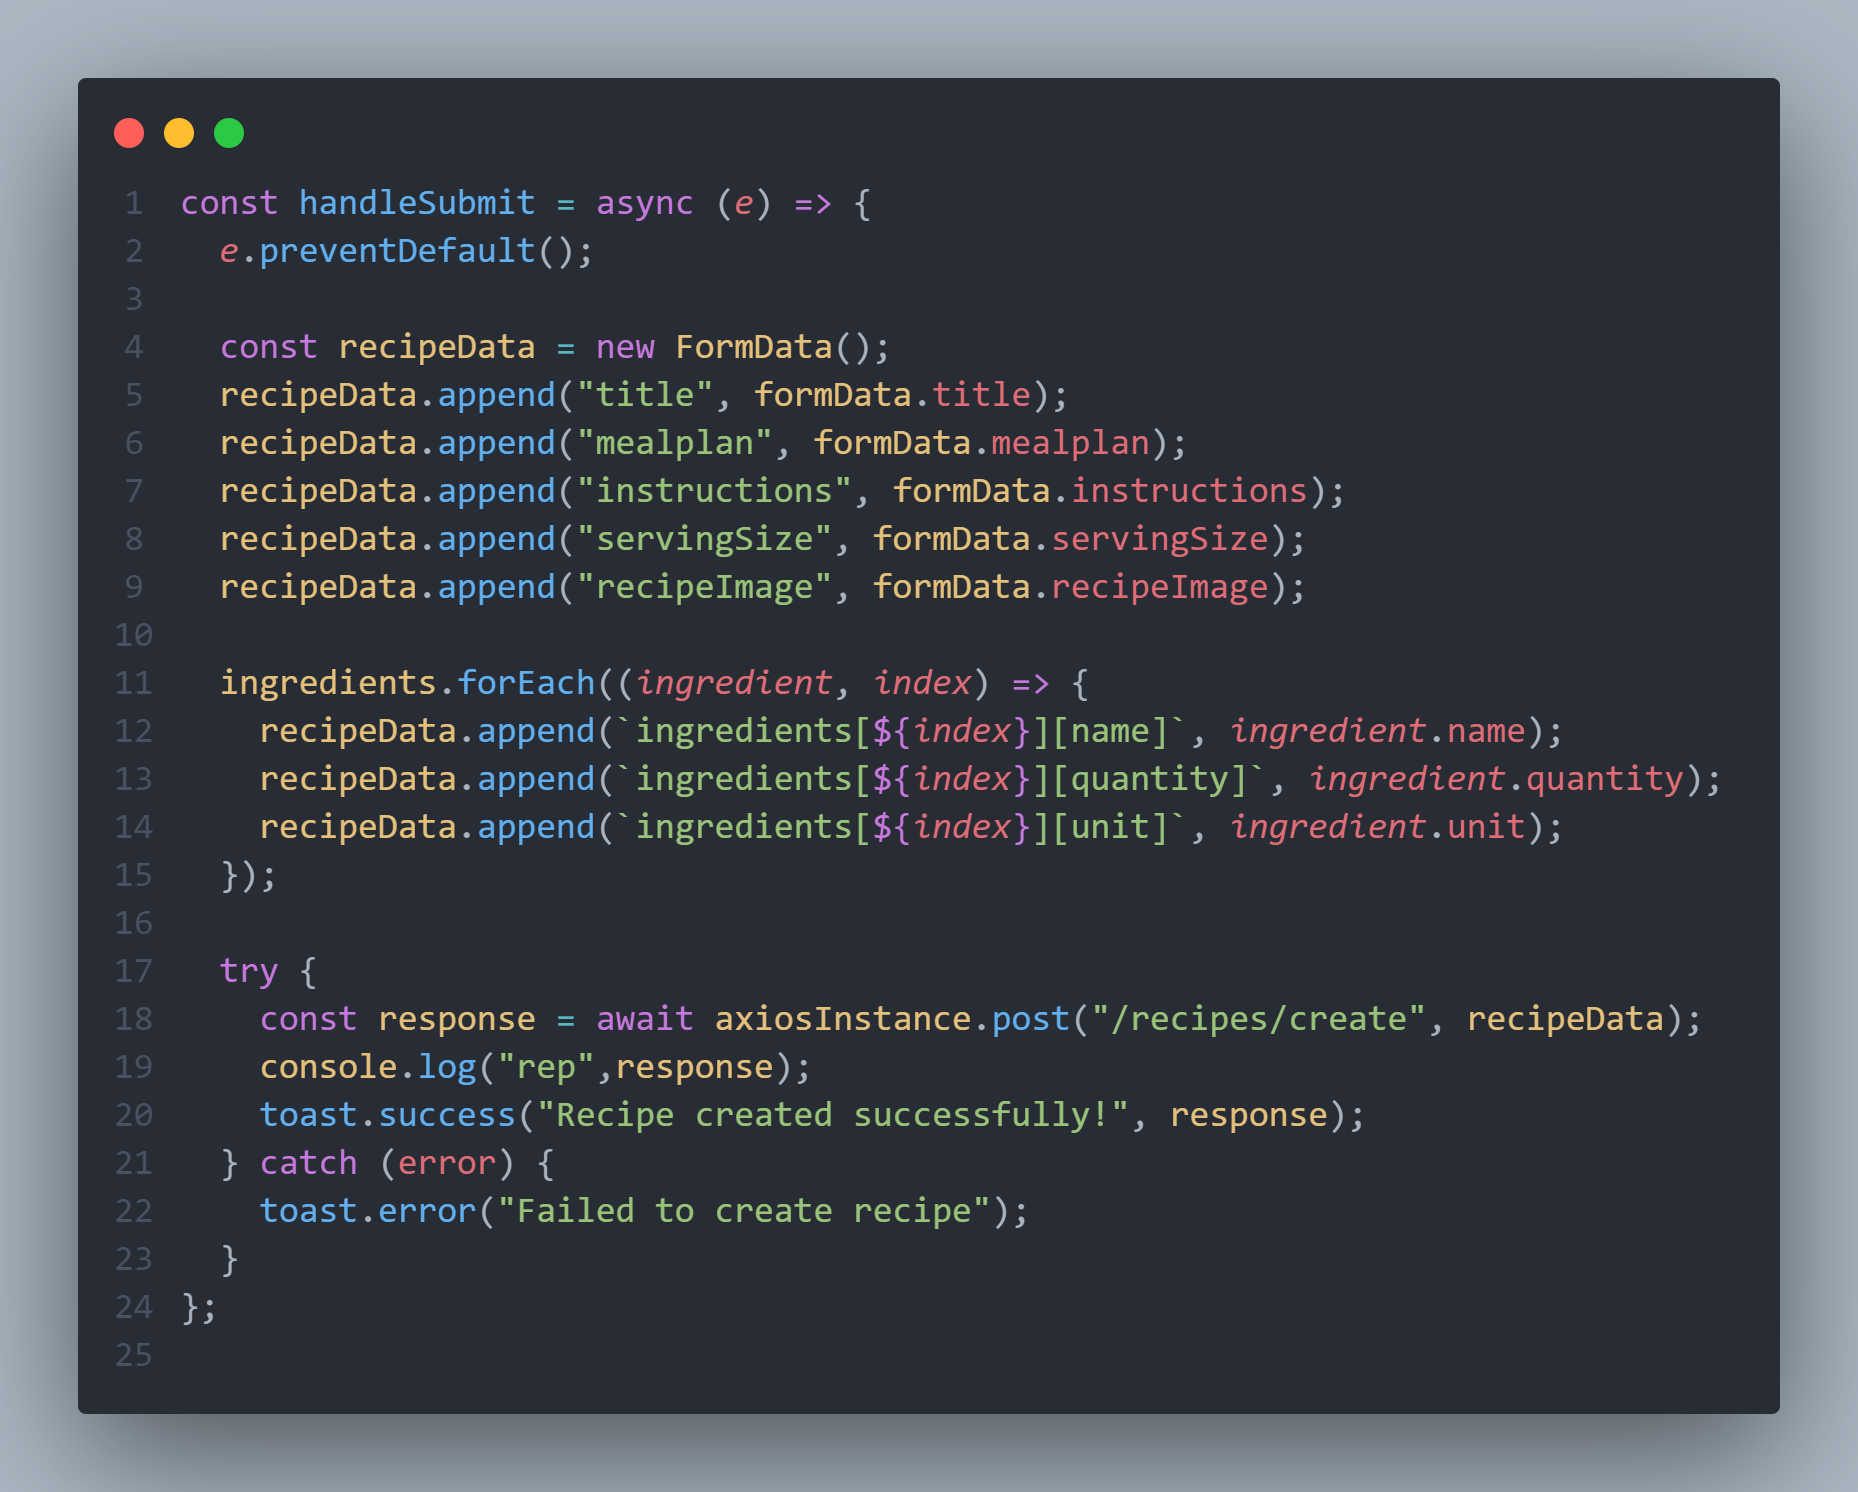 1 const handleSubmit = async (e) => {
2   e.preventDefault();
3
4   const recipeData = new FormData();
5   recipeData.append("title", formData.title);
6   recipeData.append("mealplan", formData.mealplan);
7   recipeData.append("instructions", formData.instructions);
8   recipeData.append("servingSize", formData.servingSize);
9   recipeData.append("recipeImage", formData.recipeImage);
10
11   ingredients.forEach((ingredient, index) => {
12     recipeData.append(`ingredients[${index}][name]`, ingredient.name);
13     recipeData.append(`ingredients[${index}][quantity]`, ingredient.quantity);
14     recipeData.append(`ingredients[${index}][unit]`, ingredient.unit);
15   });
16
17   try {
18     const response = await axiosInstance.post("/recipes/create", recipeData);
19     console.log("rep",response);
20     toast.success("Recipe created successfully!", response);
21   } catch (error) {
22     toast.error("Failed to create recipe");
23   }
24 };
25